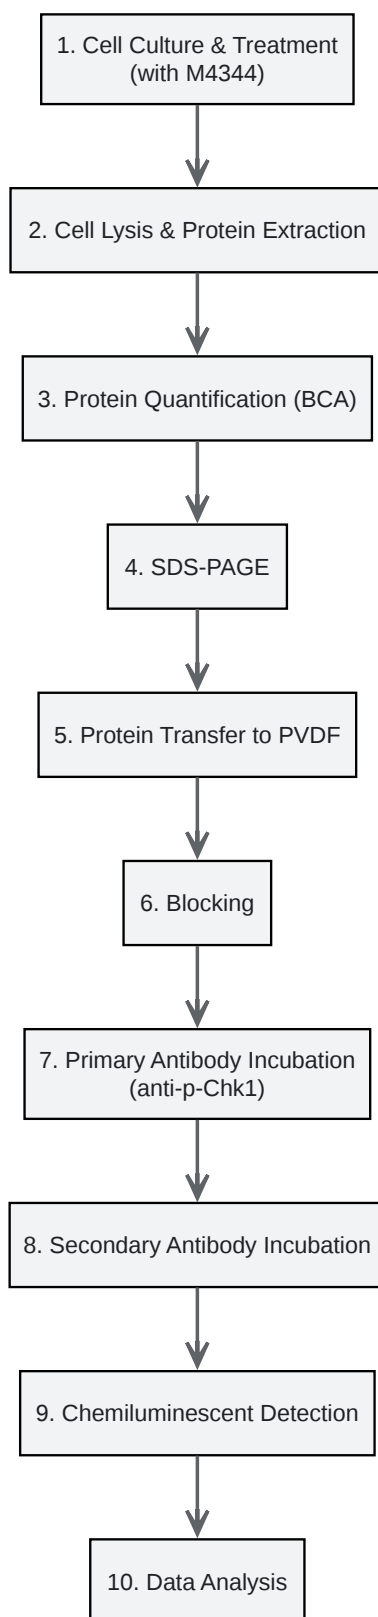 1. Cell Culture & Treatment
(with M4344)
2. Cell Lysis & Protein Extraction
3. Protein Quantification (BCA)
4. SDS-PAGE
5. Protein Transfer to PVDF
6. Blocking
7. Primary Antibody Incubation
(anti-p-Chk1)
8. Secondary Antibody Incubation
9. Chemiluminescent Detection
10. Data Analysis